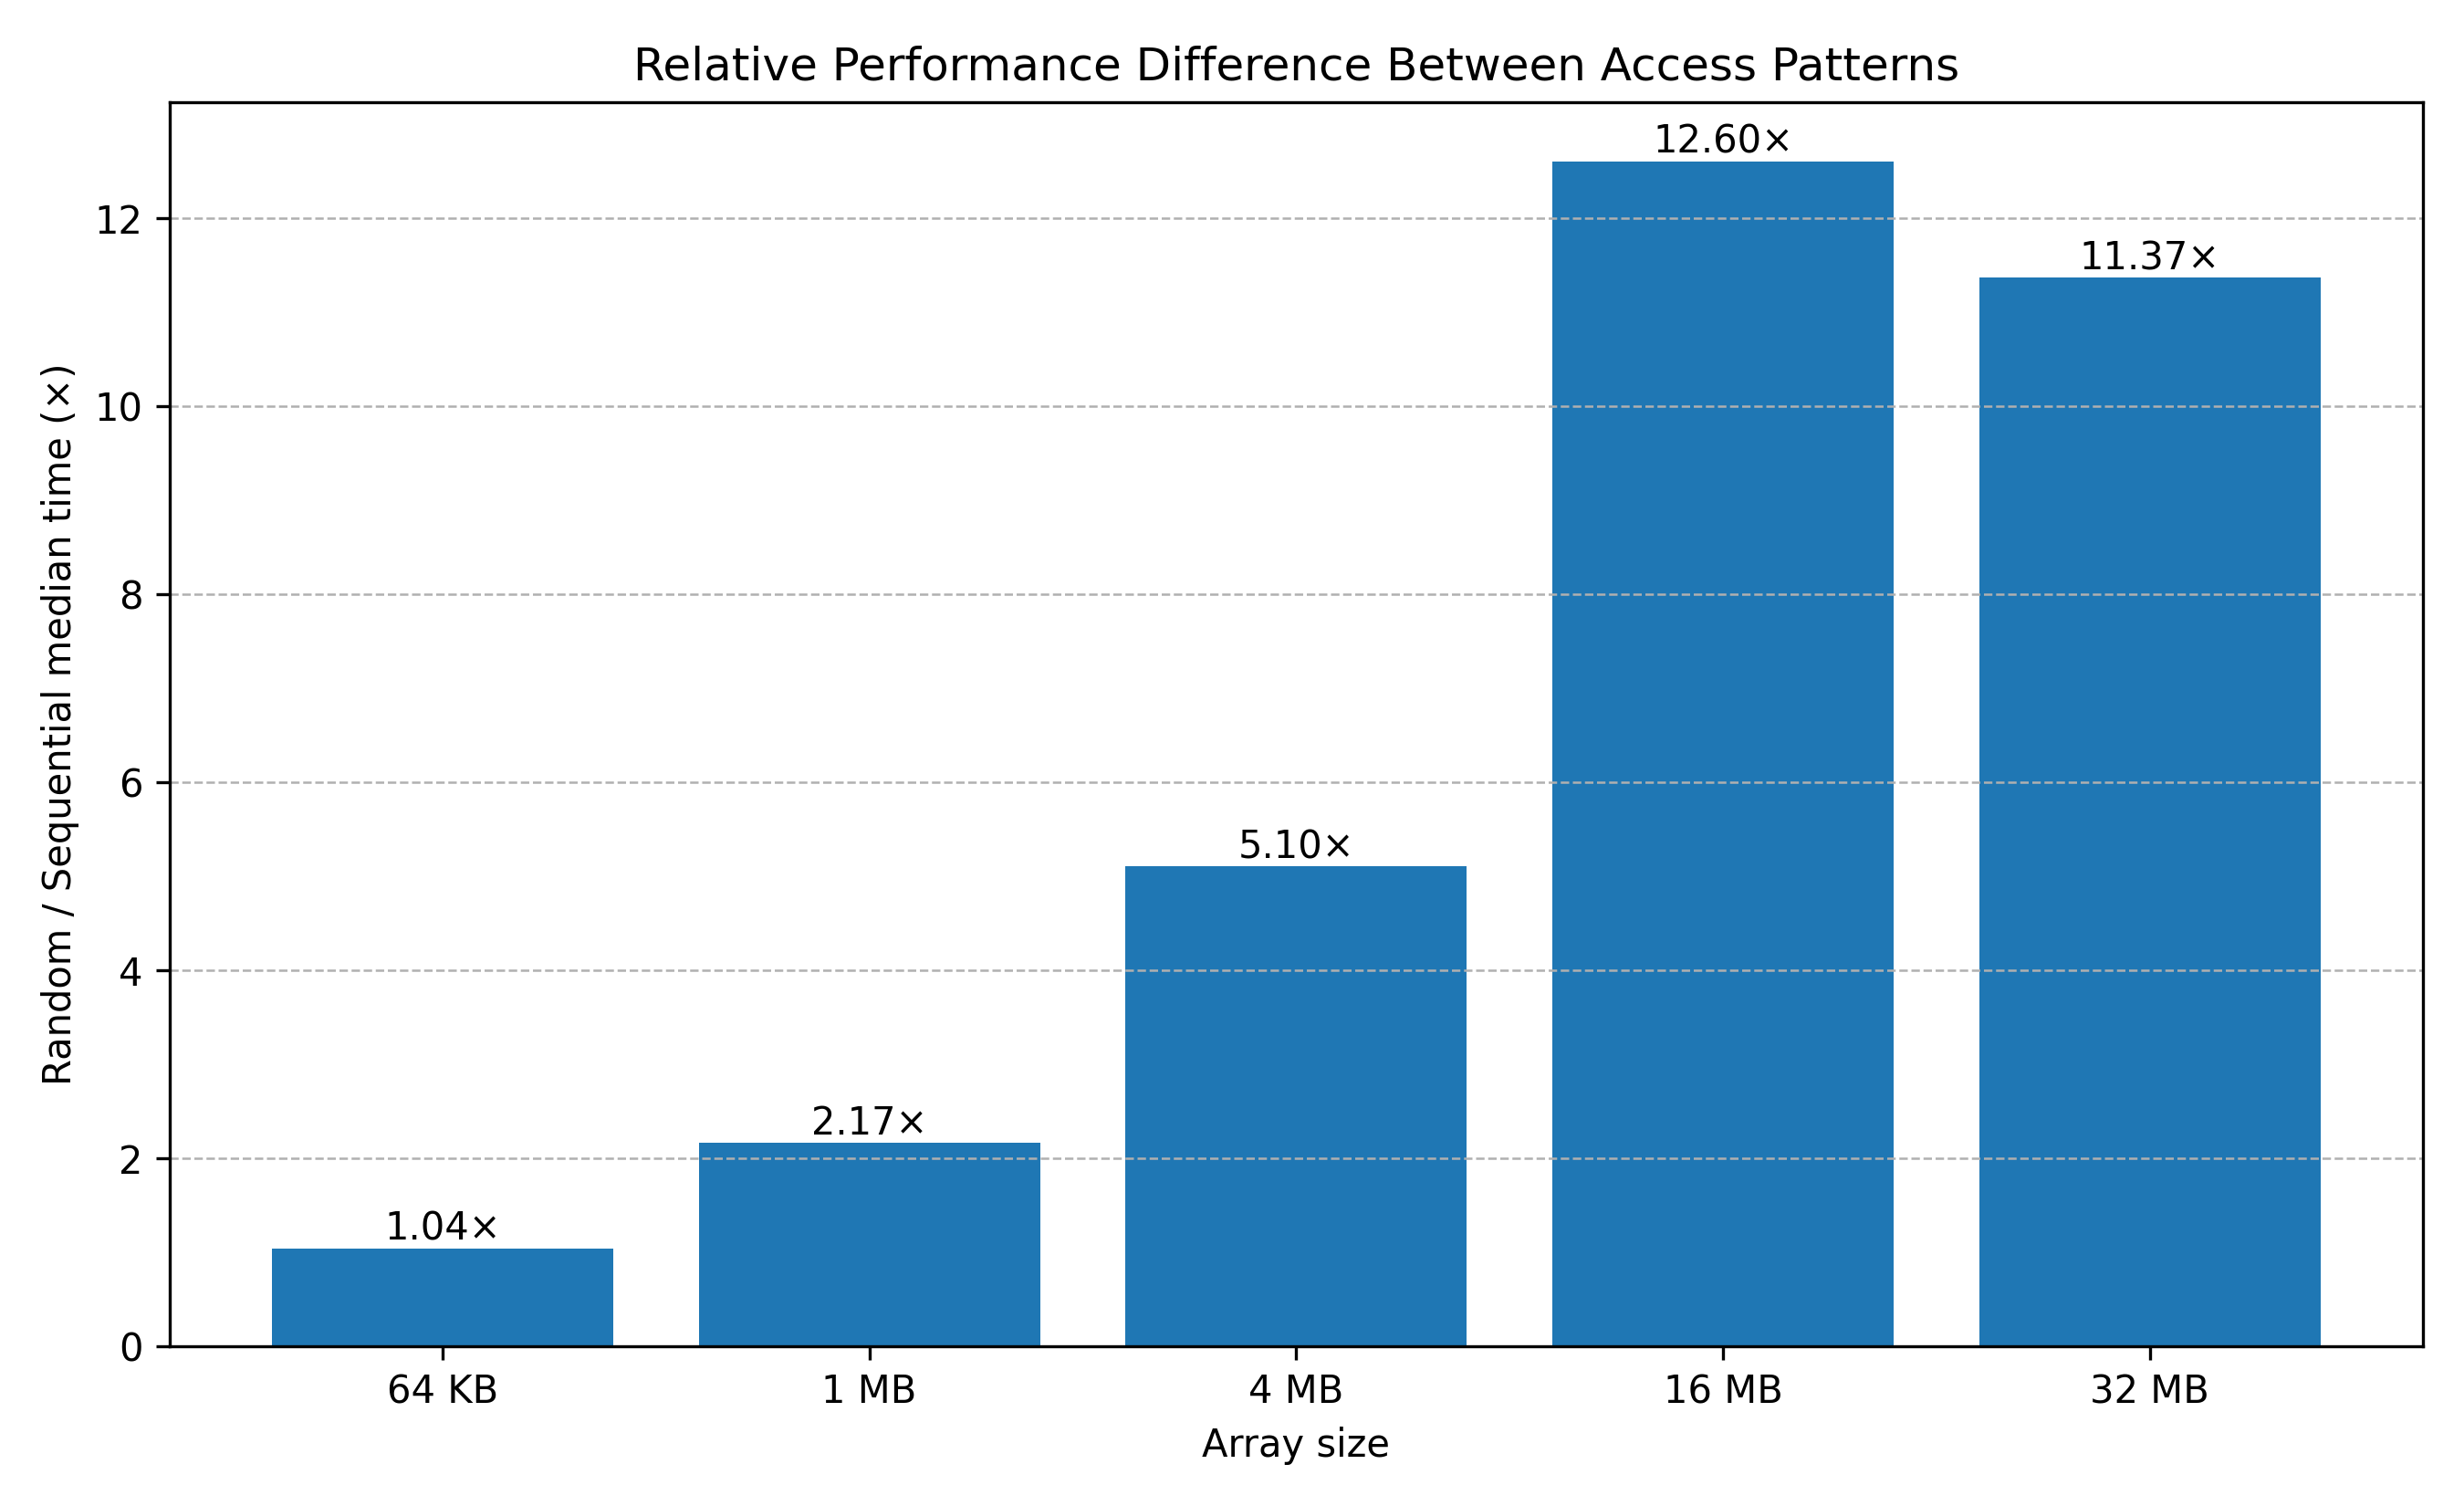 Relative Performance Difference Between Access Patterns
Random / Sequential median time (×)
12
10
8
6
4
2
0
1.04×
2.17×
5.10×
12.60×
11.37×
64 KB
1 MB
4 MB
16 MB
32 MB
Array size